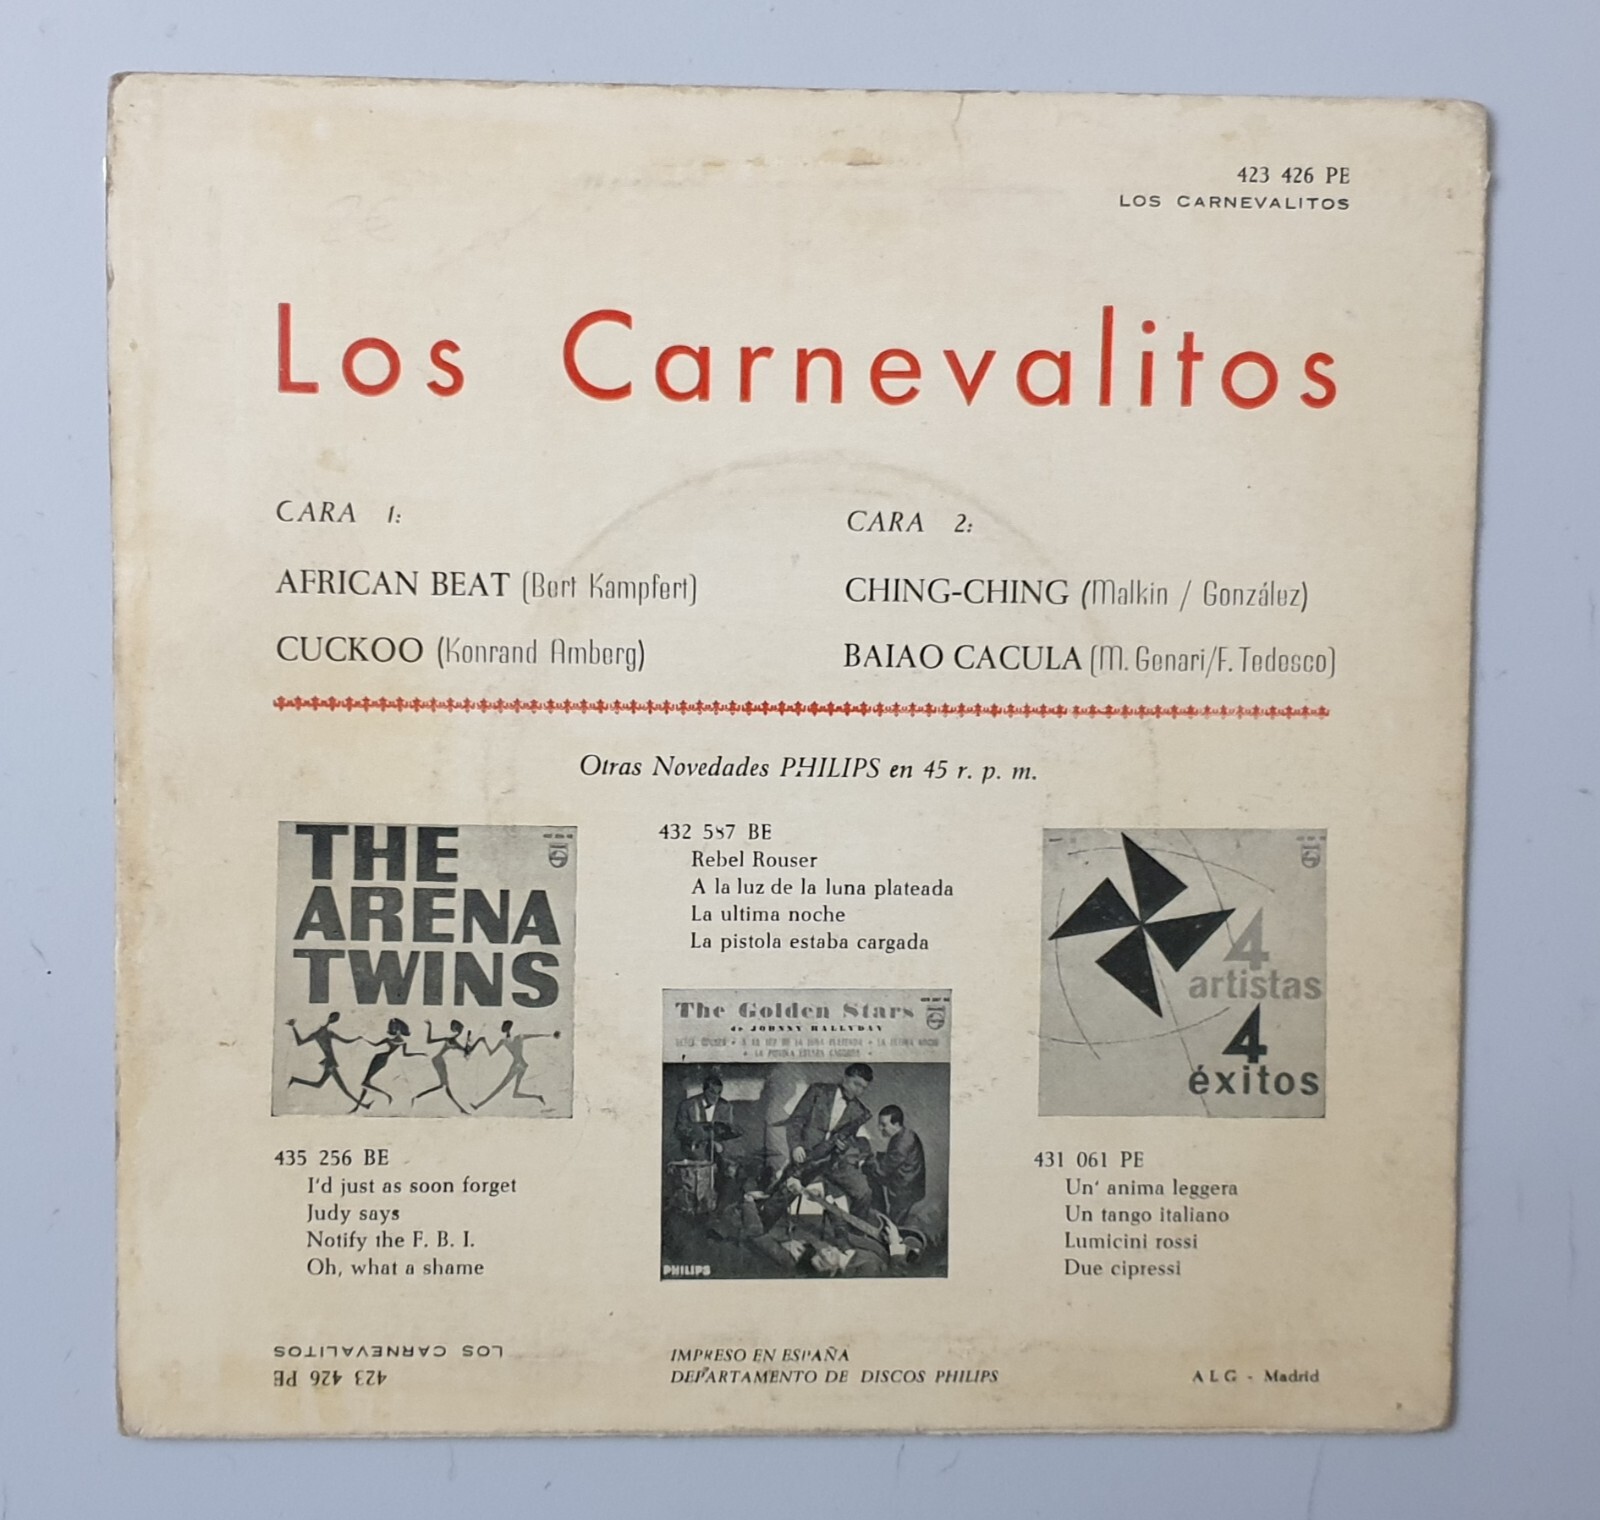 423 426 PE
LOS CARNEVALITOS
Los Carnevalitos
CARA 1:
AFRICAN BEAT (Bert Kampfert)
CUCKOO (Konrand Amberg)
CARA 2:
CHING-CHING (Malkin / González)
BAIAO CACULA (M. Genari/F. Tedesco)
Otras Novedades PHILIPS en 45 r. p. m.
THE
ARENA
TWINS
435 256 BE
I'd just as soon forget
Judy says
Notify the F. B. I.
Oh, what a shame
432 587 BE
Rebel Rouser
A la luz de la luna plateada
La ultima noche
La pistola estaba cargada
The Golden Stars
de JOHNNY HALLYDAY
PHILIPS
4
artistas
4
éxitos
431 061 PE
Un' anima leggera
Un tango italiano
Lumicini rossi
Due cipressi
423 426 PE
LOS CARNEVALITOS
IMPRESO EN ESPAÑA
DEPARTAMENTO DE DISCOS PHILIPS
ALG - Madrid